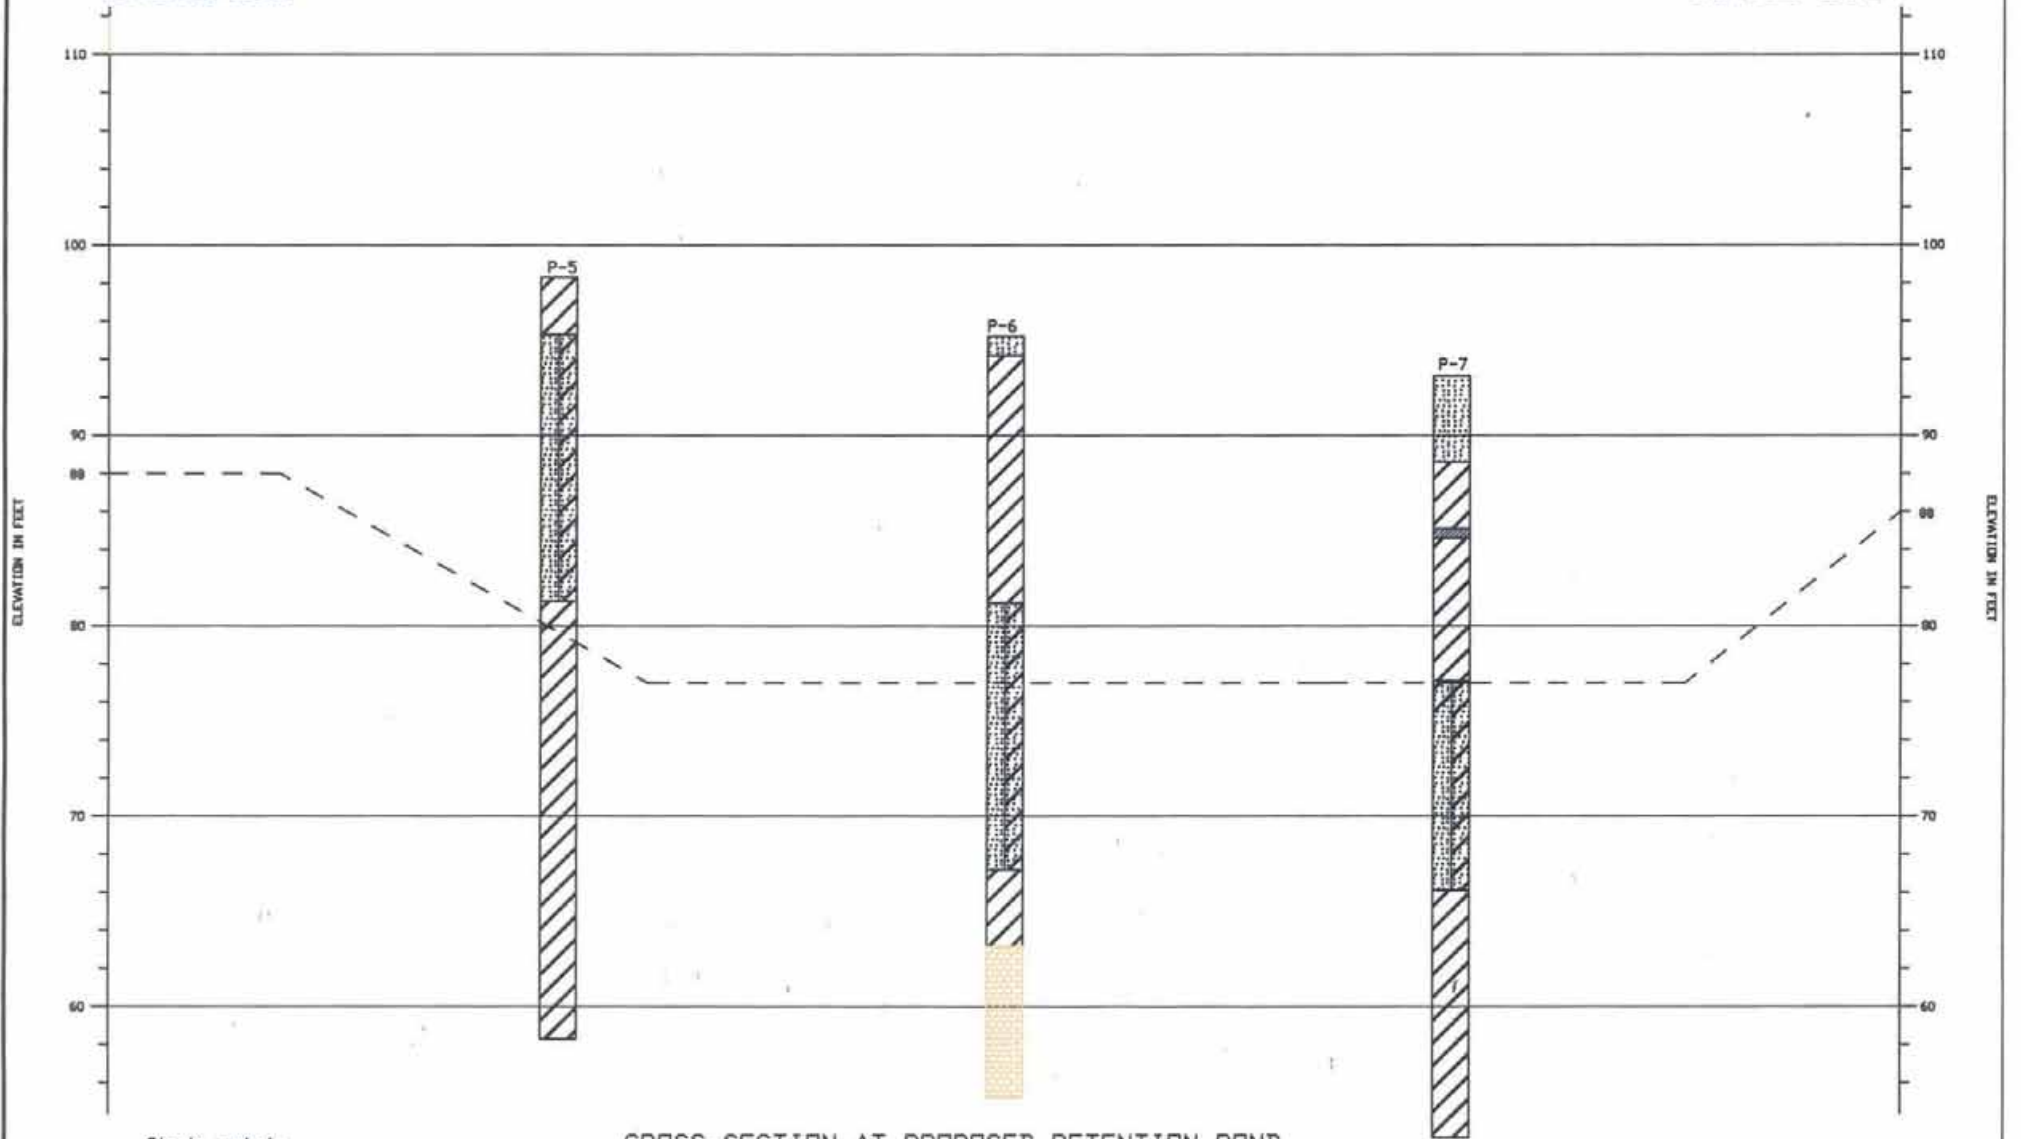 110 110
100 100
P-5
P-6
P-7
90 90
88
88
ELEVATION IN FEET
ELEVATION IN FEET
80 80
70 70
60 60
CROSS SECTION AT PROPOSED RETENTION POND